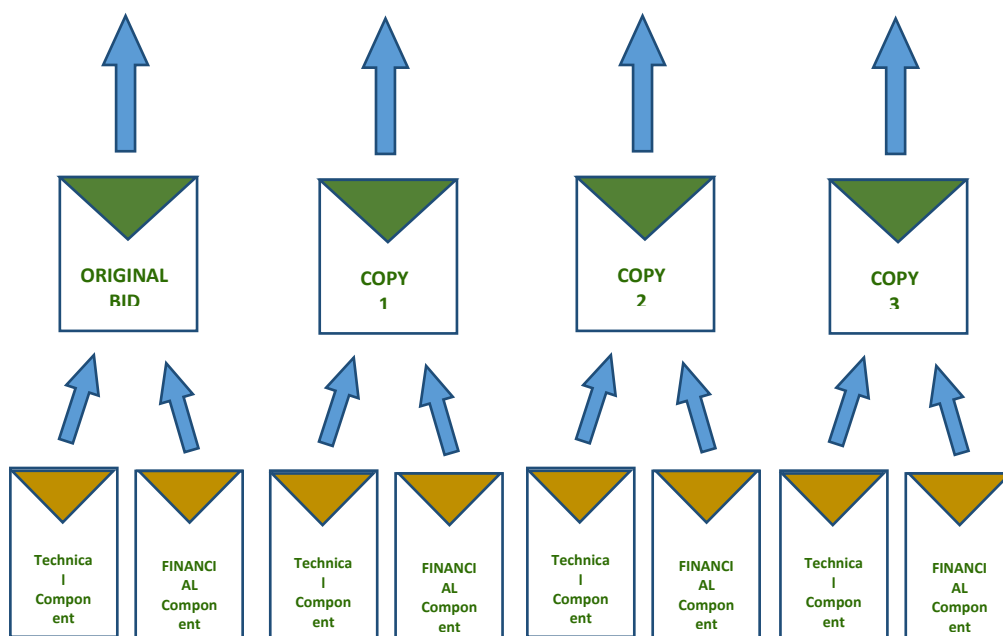 ORIGINAL
BID
COPY
1
COPY
2
COPY
3
Technica
l
Compon
ent
FINANCI
AL
Compon
ent
Technica
l
Compon
ent
FINANCI
AL
Compon
ent
Technica
l
Compon
ent
FINANCI
AL
Compon
ent
Technica
l
Compon
ent
FINANCI
AL
Compon
ent